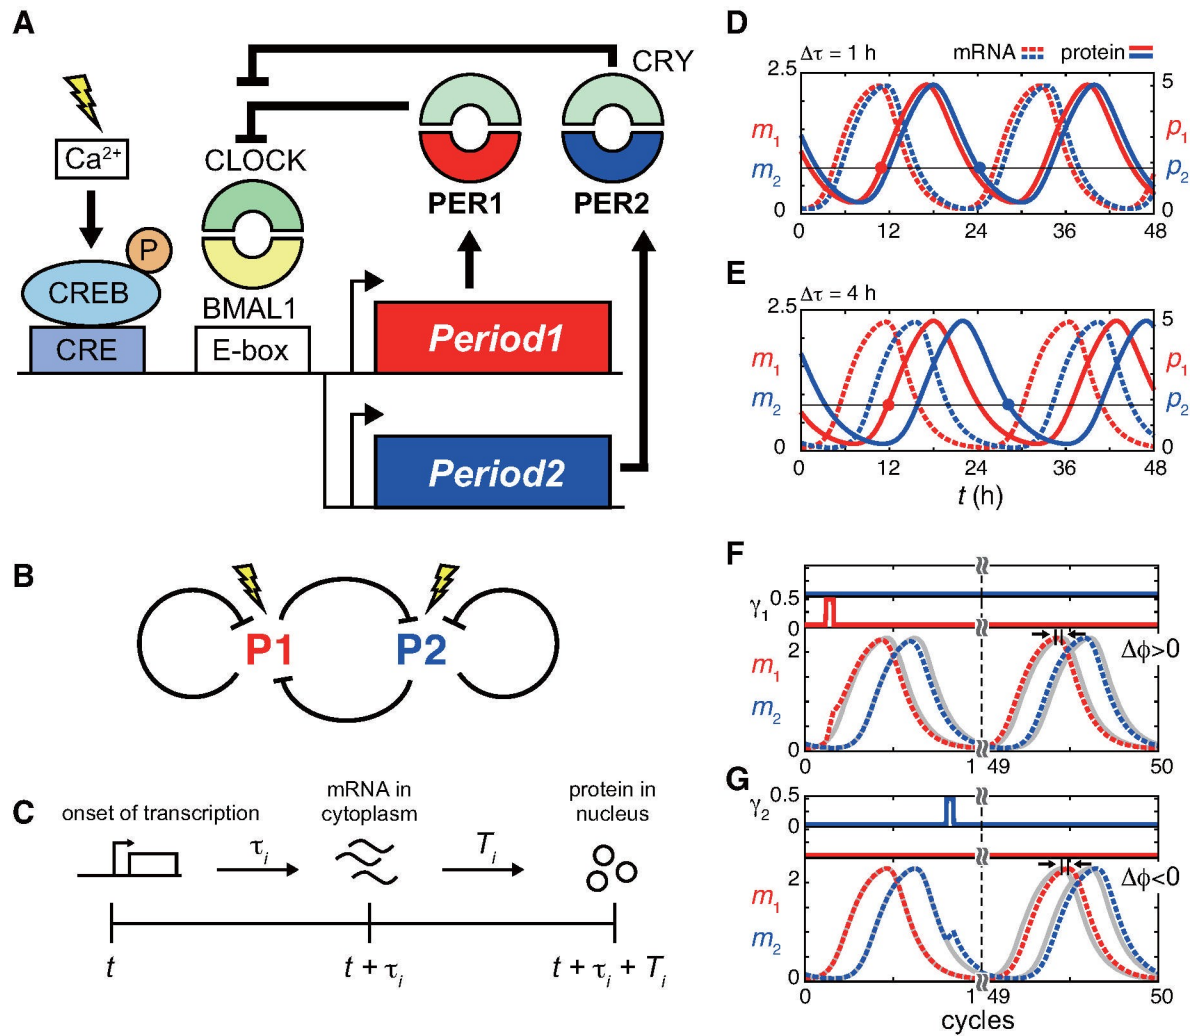 A
Ca²⁺
P
CREB
CRE
CLOCK
BMAL1
E-box
CRY
PER1
PER2
Period1
Period2
B
P1
P2
C
onset of transcription
mRNA in
cytoplasm
protein in
nucleus
τᵢ
Tᵢ
t
t + τᵢ
t + τᵢ + Tᵢ
D
Δτ = 1 h
mRNA
protein
2.5
m₁
m₂
0
5
p₁
p₂
0
0 12 24 36 48
E
Δτ = 4 h
2.5
m₁
m₂
0
5
p₁
p₂
0
0 12 24 36 48
t (h)
F
γ₁
0.5
0
Δϕ>0
2
m₁
m₂
0
0 1 49 50
G
γ₂
0.5
0
Δϕ<0
2
m₁
m₂
0
0 1 49 50
cycles